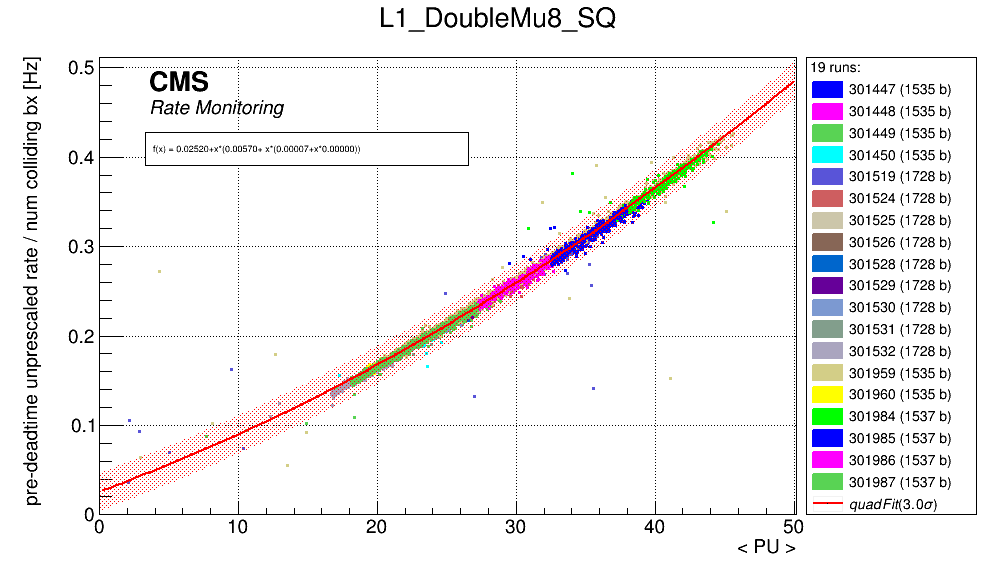 L1_DoubleMu8_SQ
pre-deadtime unprescaled rate / num colliding bx [Hz]
0.5
0.4
0.3
0.2
0.1
0
CMS
Rate Monitoring
f(x) = 0.02520+x*(0.00570+ x*(0.00007+x*0.00000))
0 10 20 30 40 50
< PU >
19 runs:
301447 (1535 b)
301448 (1535 b)
301449 (1535 b)
301450 (1535 b)
301519 (1728 b)
301524 (1728 b)
301525 (1728 b)
301526 (1728 b)
301528 (1728 b)
301529 (1728 b)
301530 (1728 b)
301531 (1728 b)
301532 (1728 b)
301959 (1535 b)
301960 (1535 b)
301984 (1537 b)
301985 (1537 b)
301986 (1537 b)
301987 (1537 b)
quadFit(3.0σ)